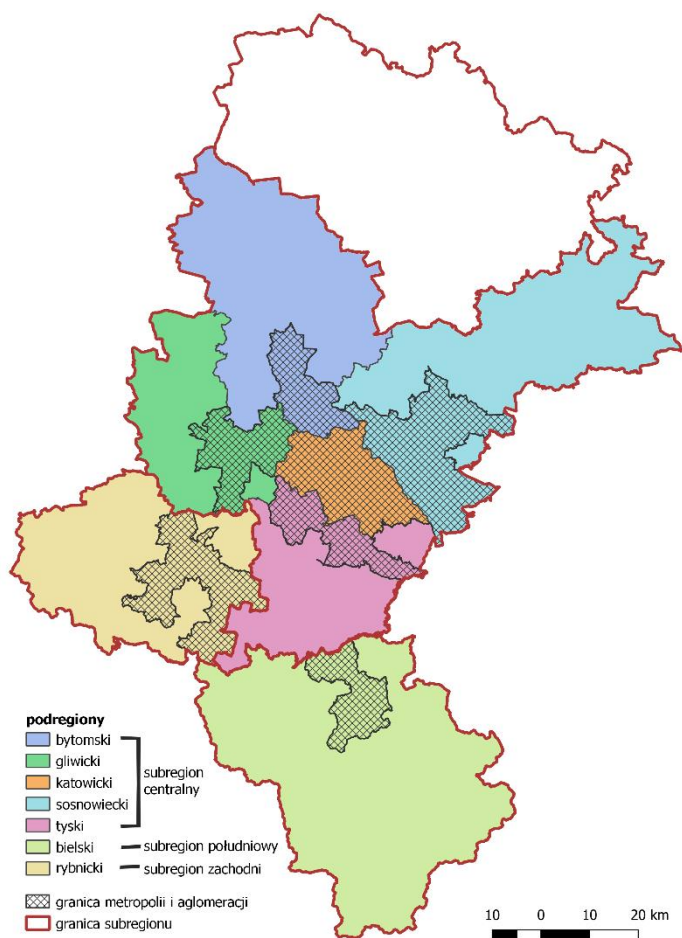 podregiony
bytomski
gliwicki
katowicki
sosnowiecki
tyski
bielski
rybnicki
subregion
centralny
subregion południowy
subregion zachodni
granica metropolii i aglomeracji
granica subregionu
10 0 10 20 km